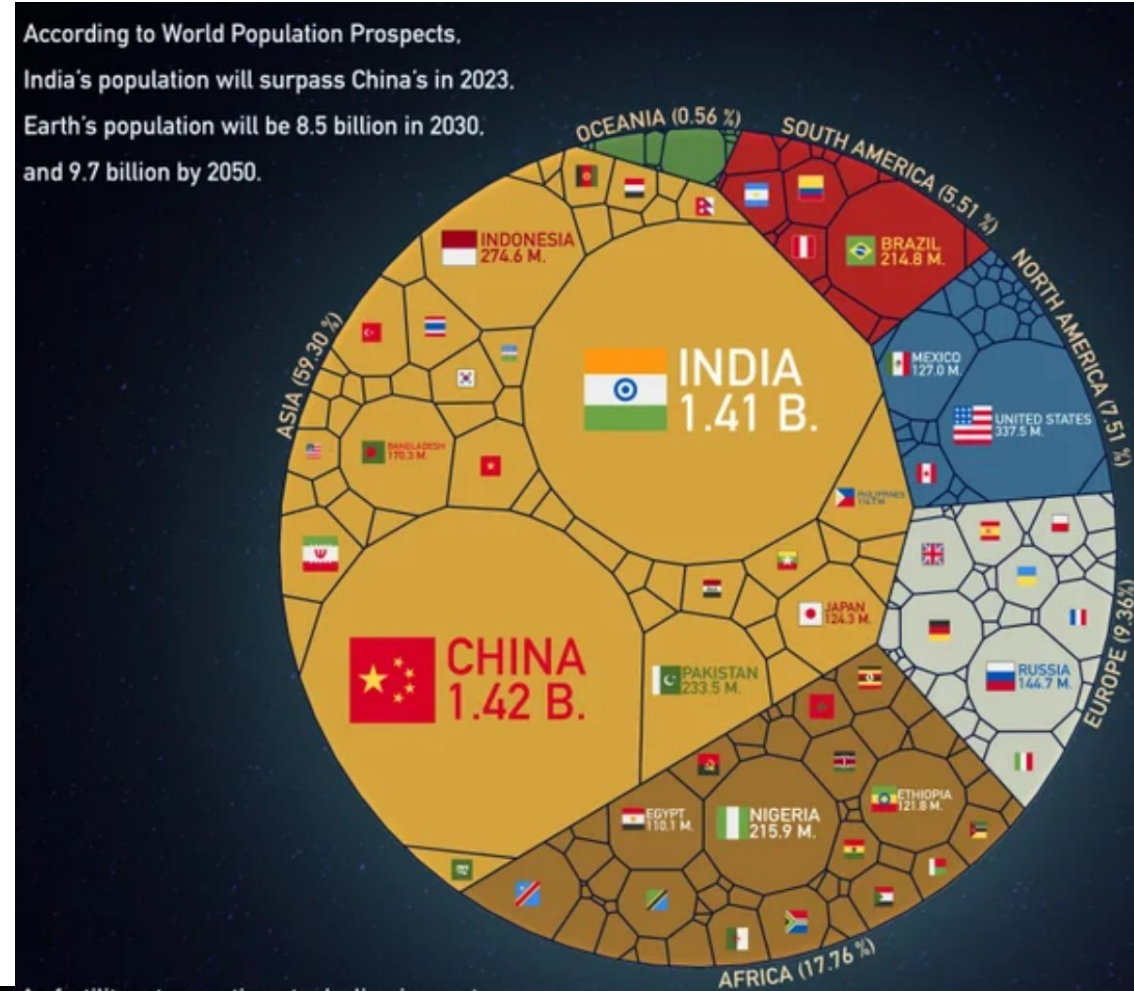 According to World Population Prospects,
India's population will surpass China's in 2023,
Earth's population will be 8.5 billion in 2030,
and 9.7 billion by 2050.
OCEANIA (0.56 %)
SOUTH AMERICA (5.51 %)
NORTH AMERICA (7.51 %)
ASIA (59.30 %)
EUROPE (9.36%)
AFRICA (17.76 %)
INDONESIA
274.6 M.
BRAZIL
214.8 M.
INDIA
1.41 B.
MEXICO
127.0 M.
UNITED STATES
337.5 M.
BANGLADESH
170.3 M.
PHILIPPINES
JAPAN
124.3 M.
CHINA
1.42 B.
PAKISTAN
233.5 M.
RUSSIA
144.7 M.
EGYPT
110.1 M.
NIGERIA
215.9 M.
ETHIOPIA
121.8 M.